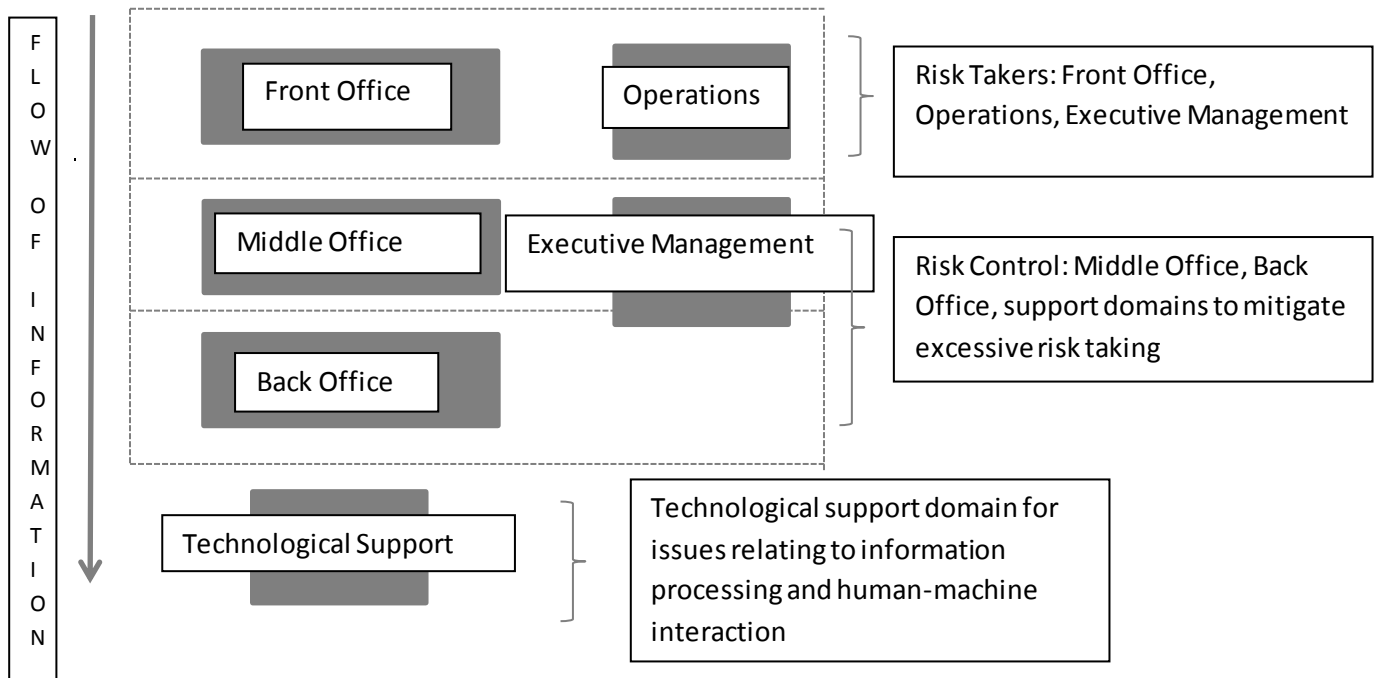 FLOW OF INFORMATION
Front Office
Operations
Risk Takers: Front Office,
Operations, Executive Management
Middle Office
Executive Management
Risk Control: Middle Office, Back
Office, support domains to mitigate
excessive risk taking
Back Office
Technological Support
Technological support domain for
issues relating to information
processing and human-machine
interaction